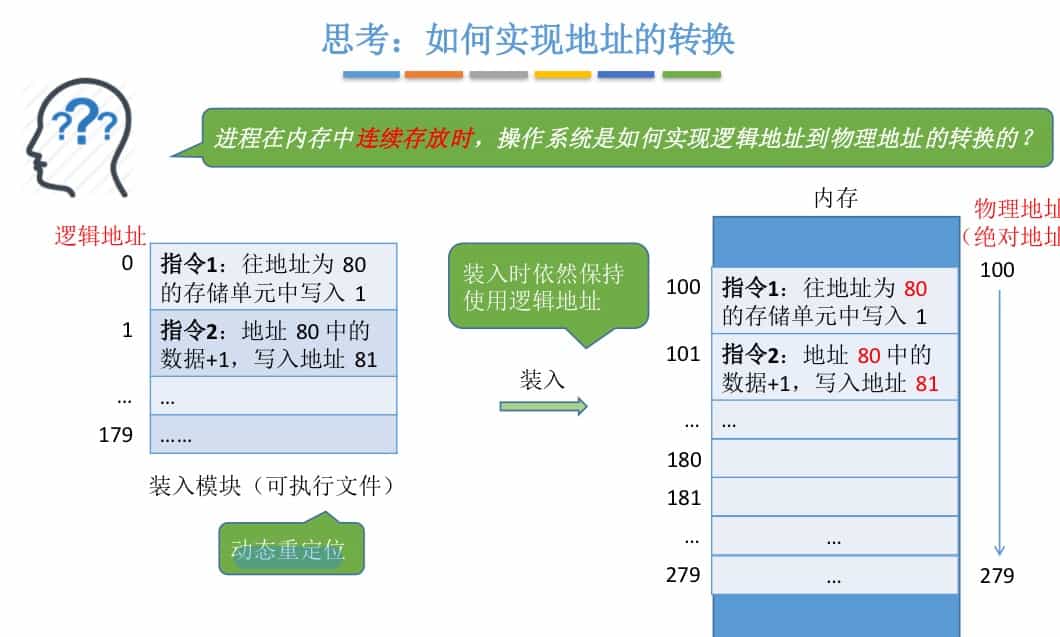 思考：如何实现地址的转换
???
进程在内存中连续存放时，操作系统是如何实现逻辑地址到物理地址的转换的？
逻辑地址
0
指令1：往地址为 80
的存储单元中写入 1
1
指令2：地址 80 中的
数据+1，写入地址 81
...
...
179
……
装入模块（可执行文件）
动态重定位
装入时依然保持
使用逻辑地址
装入
内存
物理地址
（绝对地址
100
指令1：往地址为 80
的存储单元中写入 1
101
指令2：地址 80 中的
数据+1，写入地址 81
...
...
180
181
...
...
279
...
100
279